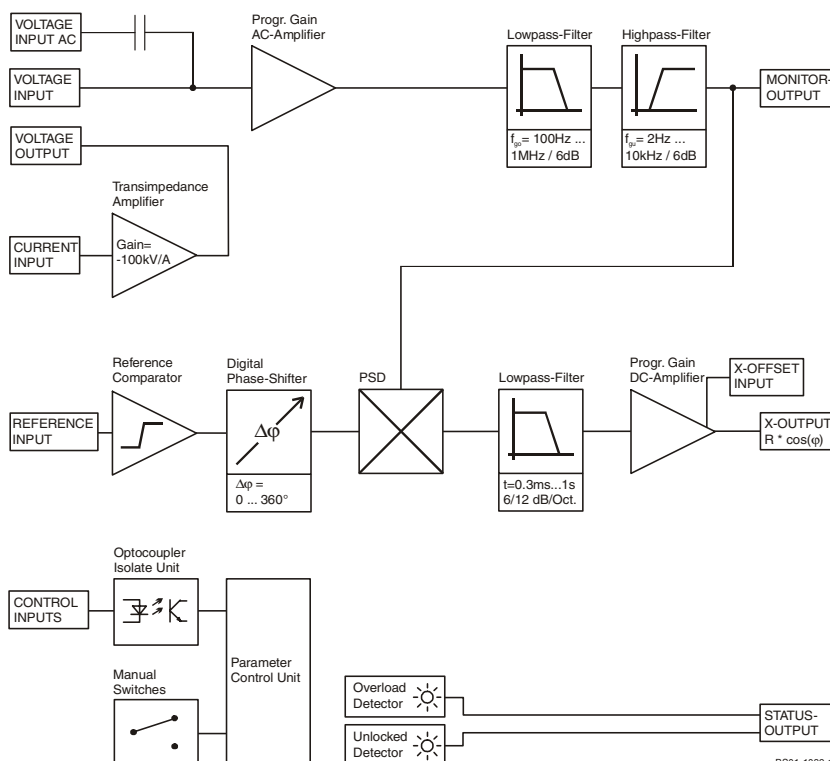 VOLTAGE
INPUT AC
Progr. Gain
AC-Amplifier
Lowpass-Filter
Highpass-Filter
VOLTAGE
INPUT
MONITOR-
OUTPUT
VOLTAGE
OUTPUT
fgo= 100Hz ...
1MHz / 6dB
fgu= 2Hz ...
10kHz / 6dB
Transimpedance
Amplifier
CURRENT
INPUT
Gain=
-100kV/A
Reference
Comparator
Digital
Phase-Shifter
PSD
Lowpass-Filter
Progr. Gain
DC-Amplifier
X-OFFSET
INPUT
REFERENCE
INPUT
Δφ
X-OUTPUT
R * cos(φ)
Δφ =
0 ... 360°
t=0.3ms...1s
6/12 dB/Oct.
Optocoupler
Isolate Unit
CONTROL
INPUTS
Manual
Switches
Parameter
Control Unit
Overload
Detector
Unlocked
Detector
STATUS-
OUTPUT